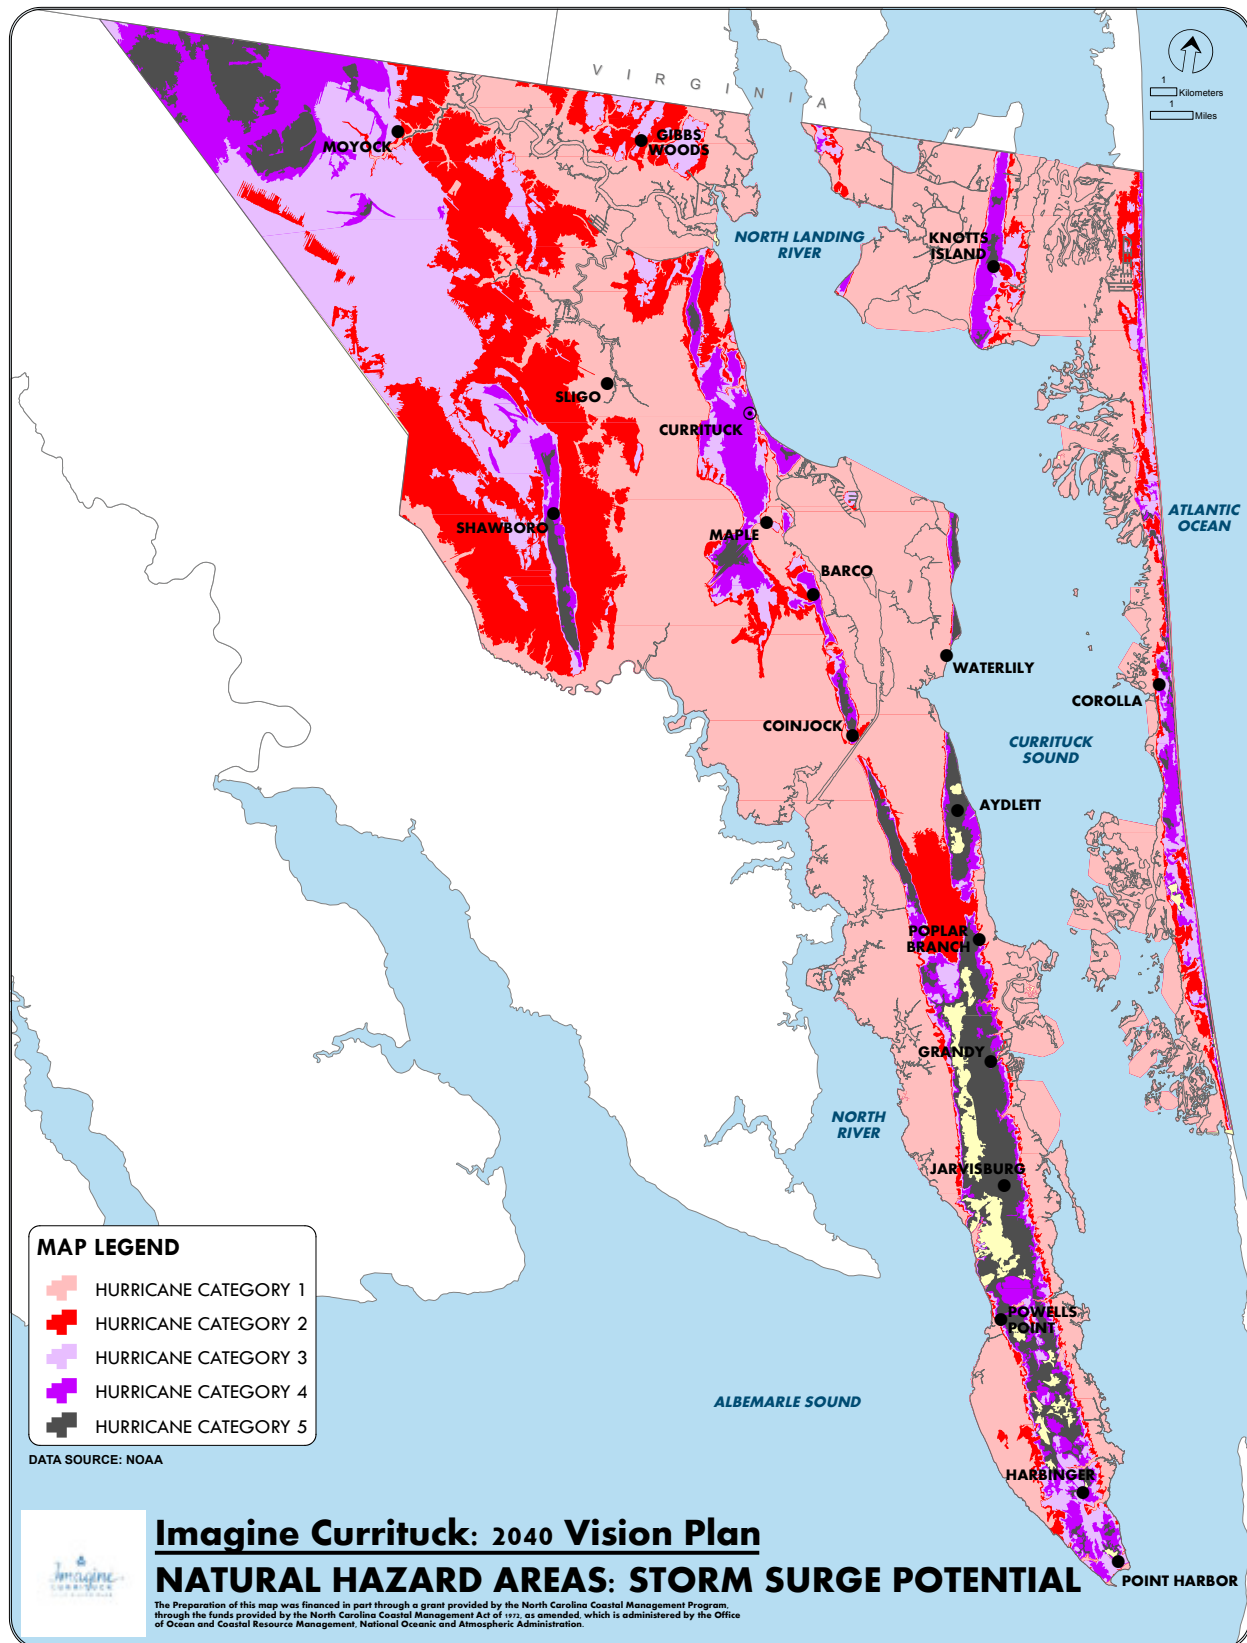 VIRGINIA
1
Kilometers
1
Miles
MOYOCK
GIBBS
WOODS
NORTH LANDING
RIVER
KNOTTS
ISLAND
SLIGO
CURRITUCK
SHAWBORO
MAPLE
ATLANTIC
OCEAN
BARCO
WATERLILY
COROLLA
COINJOCK
CURRITUCK
SOUND
AYDLETT
POPLAR
BRANCH
GRANDY
NORTH
RIVER
JARVISBURG
POWELLS
POINT
ALBEMARLE SOUND
HARBINGER
POINT HARBOR
MAP LEGEND
HURRICANE CATEGORY 1
HURRICANE CATEGORY 2
HURRICANE CATEGORY 3
HURRICANE CATEGORY 4
HURRICANE CATEGORY 5
DATA SOURCE: NOAA
Imagine
CURRITUCK
Imagine Currituck: 2040 Vision Plan
NATURAL HAZARD AREAS: STORM SURGE POTENTIAL
The Preparation of this map was financed in part through a grant provided by the North Carolina Coastal Management Program,
through the funds provided by the North Carolina Coastal Management Act of 1972, as amended, which is administered by the Office
of Ocean and Coastal Resource Management, National Oceanic and Atmospheric Administration.